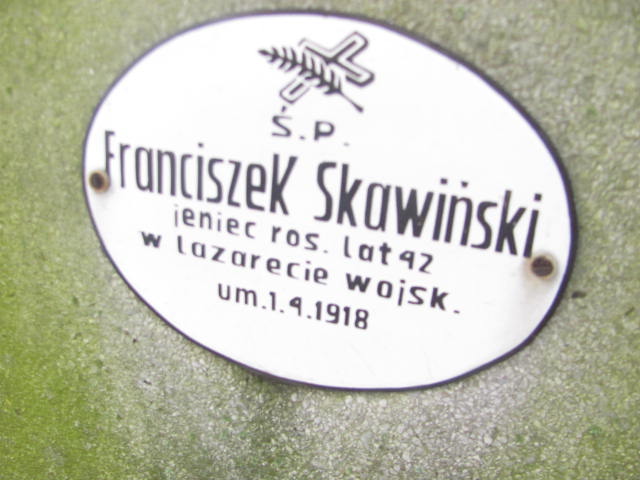 Ś.P.
Franciszek Skawiński
jeniec ros. lat 42
w lazarecie wojsk.
um.1.4.1918